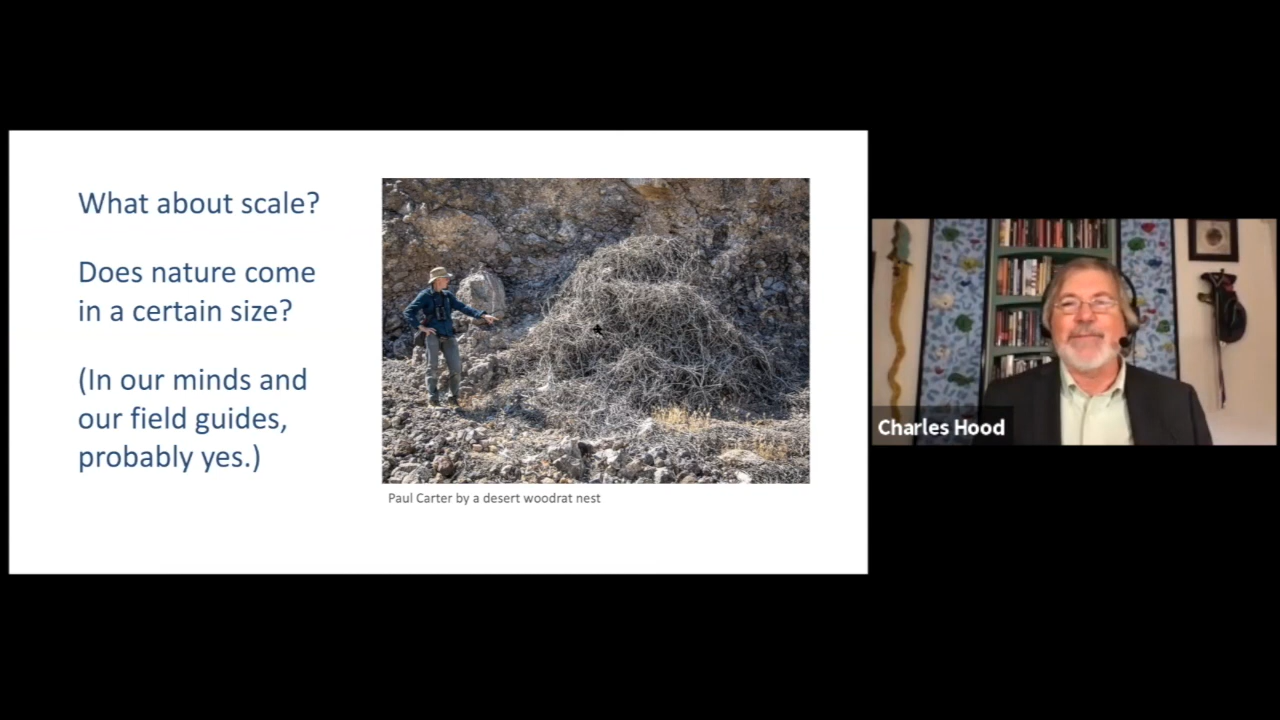 What about scale?
Does nature come
in a certain size?
(In our minds and
our field guides,
probably yes.)
Paul Carter by a desert woodrat nest
Charles Hood